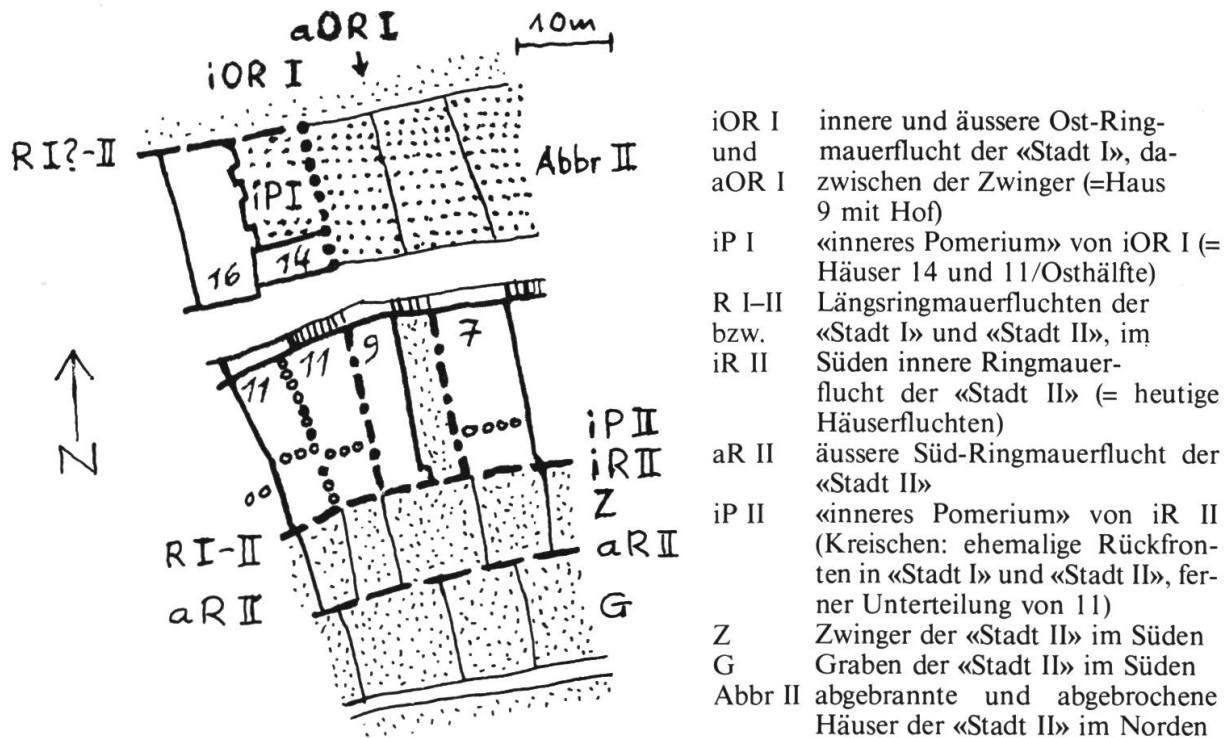 aOR I
10m
iOR I
R I?-II
Abbr II
iPI
16
14
11
11
9
7
N
iP II
iR II
Z
R I-II
aR II
aR II
G
iOR I innere und äussere Ost-Ring-
und mauerflucht der «Stadt I», da-
aOR I zwischen der Zwinger (=Haus
9 mit Hof)
iP I «inneres Pomerium» von iOR I (=
Häuser 14 und 11/Osthälfte)
R I–II Längsringmauerfluchten der
bzw. «Stadt I» und «Stadt II», im
iR II Süden innere Ringmauer-
flucht der «Stadt II» (= heutige
Häuserfluchten)
aR II äussere Süd-Ringmauerflucht der
«Stadt II»
iP II «inneres Pomerium» von iR II
(Kreischen: ehemalige Rückfron-
ten in «Stadt I» und «Stadt II», fer-
ner Unterteilung von 11)
Z Zwinger der «Stadt II» im Süden
G Graben der «Stadt II» im Süden
Abbr II abgebrannte und abgebrochene
Häuser der «Stadt II» im Norden